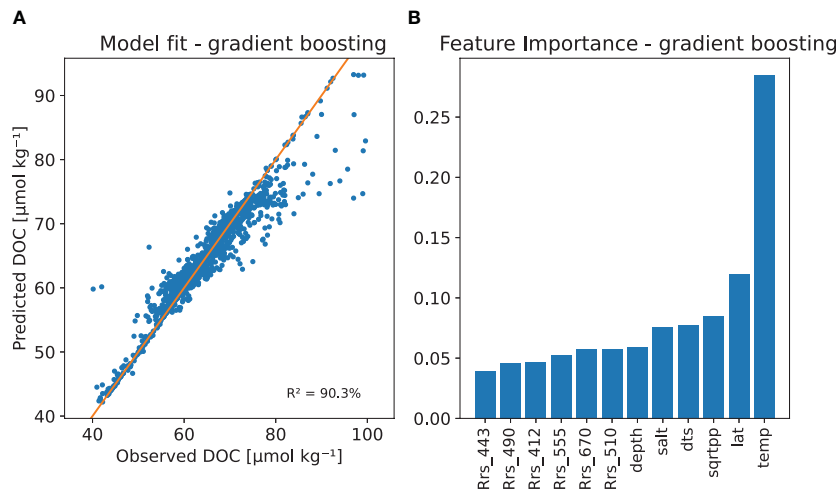 A
Model fit - gradient boosting
Predicted DOC [μmol kg⁻¹]
90
80
70
60
50
40
R² = 90.3%
40
60
80
100
Observed DOC [μmol kg⁻¹]
B
Feature Importance - gradient boosting
0.25
0.20
0.15
0.10
0.05
0.00
Rrs_443
Rrs_490
Rrs_412
Rrs_555
Rrs_670
Rrs_510
depth
salt
dts
sqrtpp
lat
temp